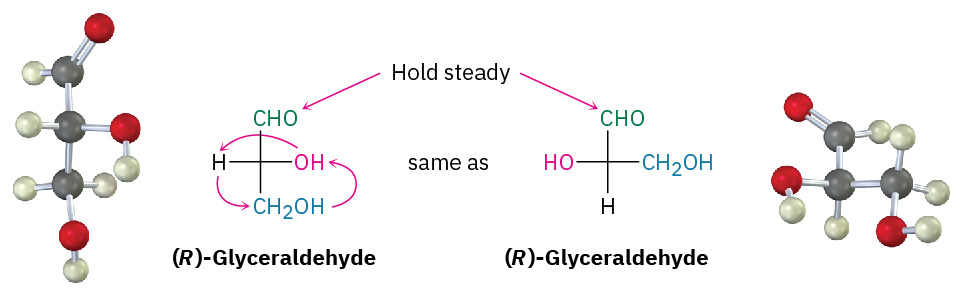 Hold steady
CHO
H
OH
CH₂OH
(R)-Glyceraldehyde
same as
CHO
HO
CH₂OH
H
(R)-Glyceraldehyde